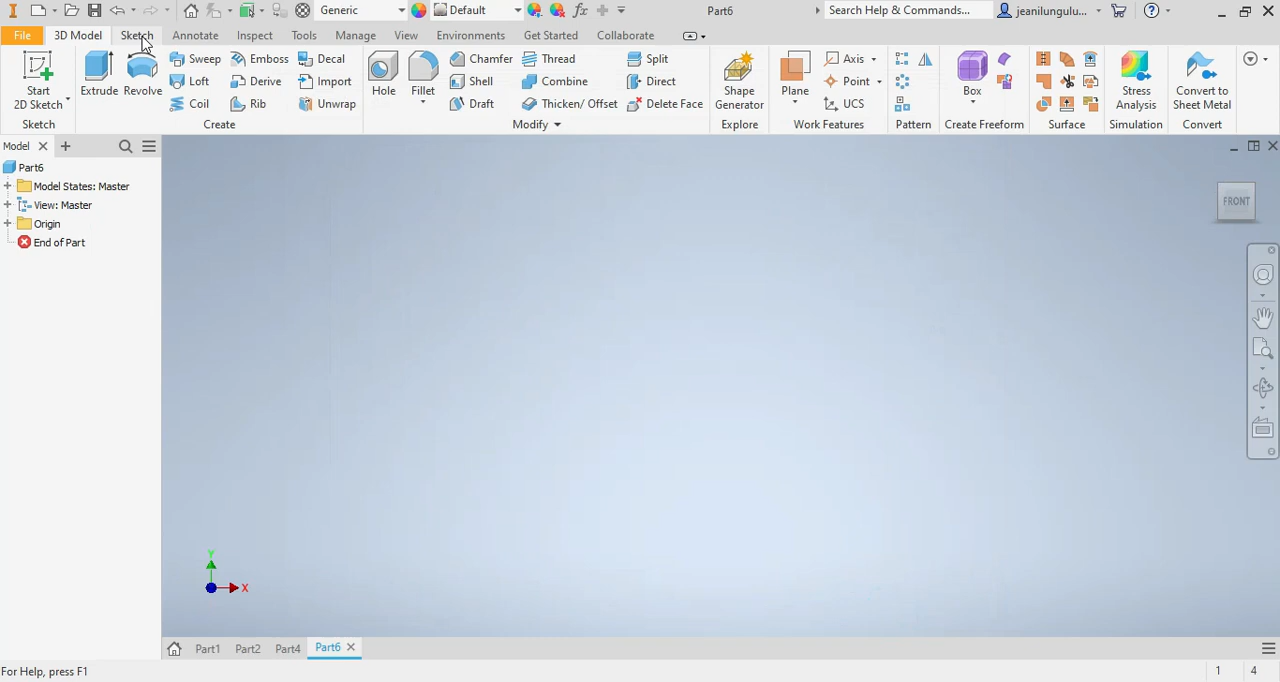 Generic
Default
Part6
Search Help & Commands...
jeanilungulu...
File
3D Model
Sketch
Annotate
Inspect
Tools
Manage
View
Environments
Get Started
Collaborate
Start
2D Sketch
Sketch
Extrude
Revolve
Sweep
Emboss
Decal
Loft
Derive
Import
Coil
Rib
Unwrap
Create
Hole
Fillet
Chamfer
Thread
Split
Shell
Combine
Direct
Draft
Thicken/ Offset
Delete Face
Modify
Shape
Generator
Explore
Plane
Axis
Point
UCS
Work Features
Pattern
Box
Create Freeform
Surface
Stress
Analysis
Simulation
Convert to
Sheet Metal
Convert
Model
Part6
Model States: Master
View: Master
Origin
End of Part
FRONT
Y
X
Part1
Part2
Part4
Part6
For Help, press F1
1
4